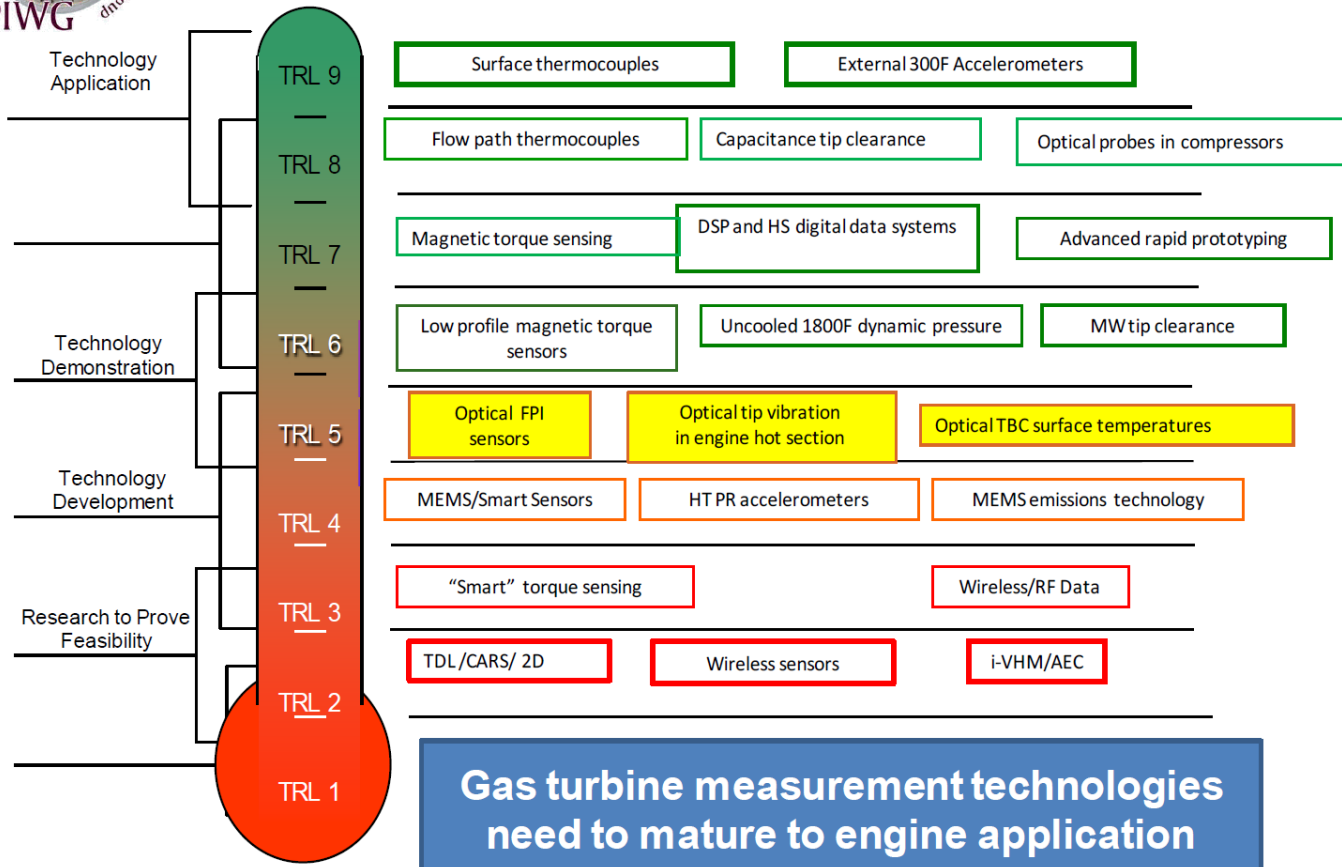 PIWG
Technology
Application
TRL 9
Surface thermocouples
External 300F Accelerometers
TRL 8
Flow path thermocouples
Capacitance tip clearance
Optical probes in compressors
TRL 7
Magnetic torque sensing
DSP and HS digital data systems
Advanced rapid prototyping
Technology
Demonstration
TRL 6
Low profile magnetic torque
sensors
Uncooled 1800F dynamic pressure
MW tip clearance
TRL 5
Optical FPI
sensors
Optical tip vibration
in engine hot section
Optical TBC surface temperatures
Technology
Development
TRL 4
MEMS/Smart Sensors
HT PR accelerometers
MEMS emissions technology
Research to Prove
Feasibility
TRL 3
“Smart” torque sensing
Wireless/RF Data
TRL 2
TDL/CARS/ 2D
Wireless sensors
i-VHM/AEC
TRL 1
Gas turbine measurement technologies
need to mature to engine application